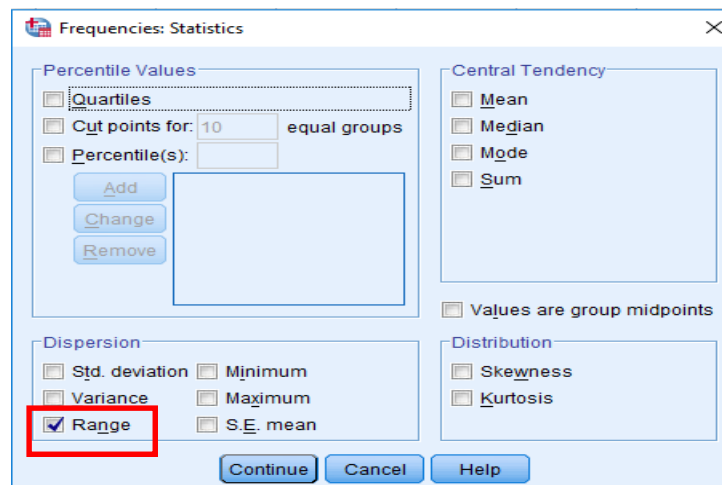 Frequencies: Statistics
Percentile Values
Quartiles
Cut points for: 10 equal groups
Percentile(s):
Add
Change
Remove
Central Tendency
Mean
Median
Mode
Sum
Values are group midpoints
Dispersion
Std. deviation Minimum
Variance Maximum
Range S.E. mean
Distribution
Skewness
Kurtosis
Continue Cancel Help